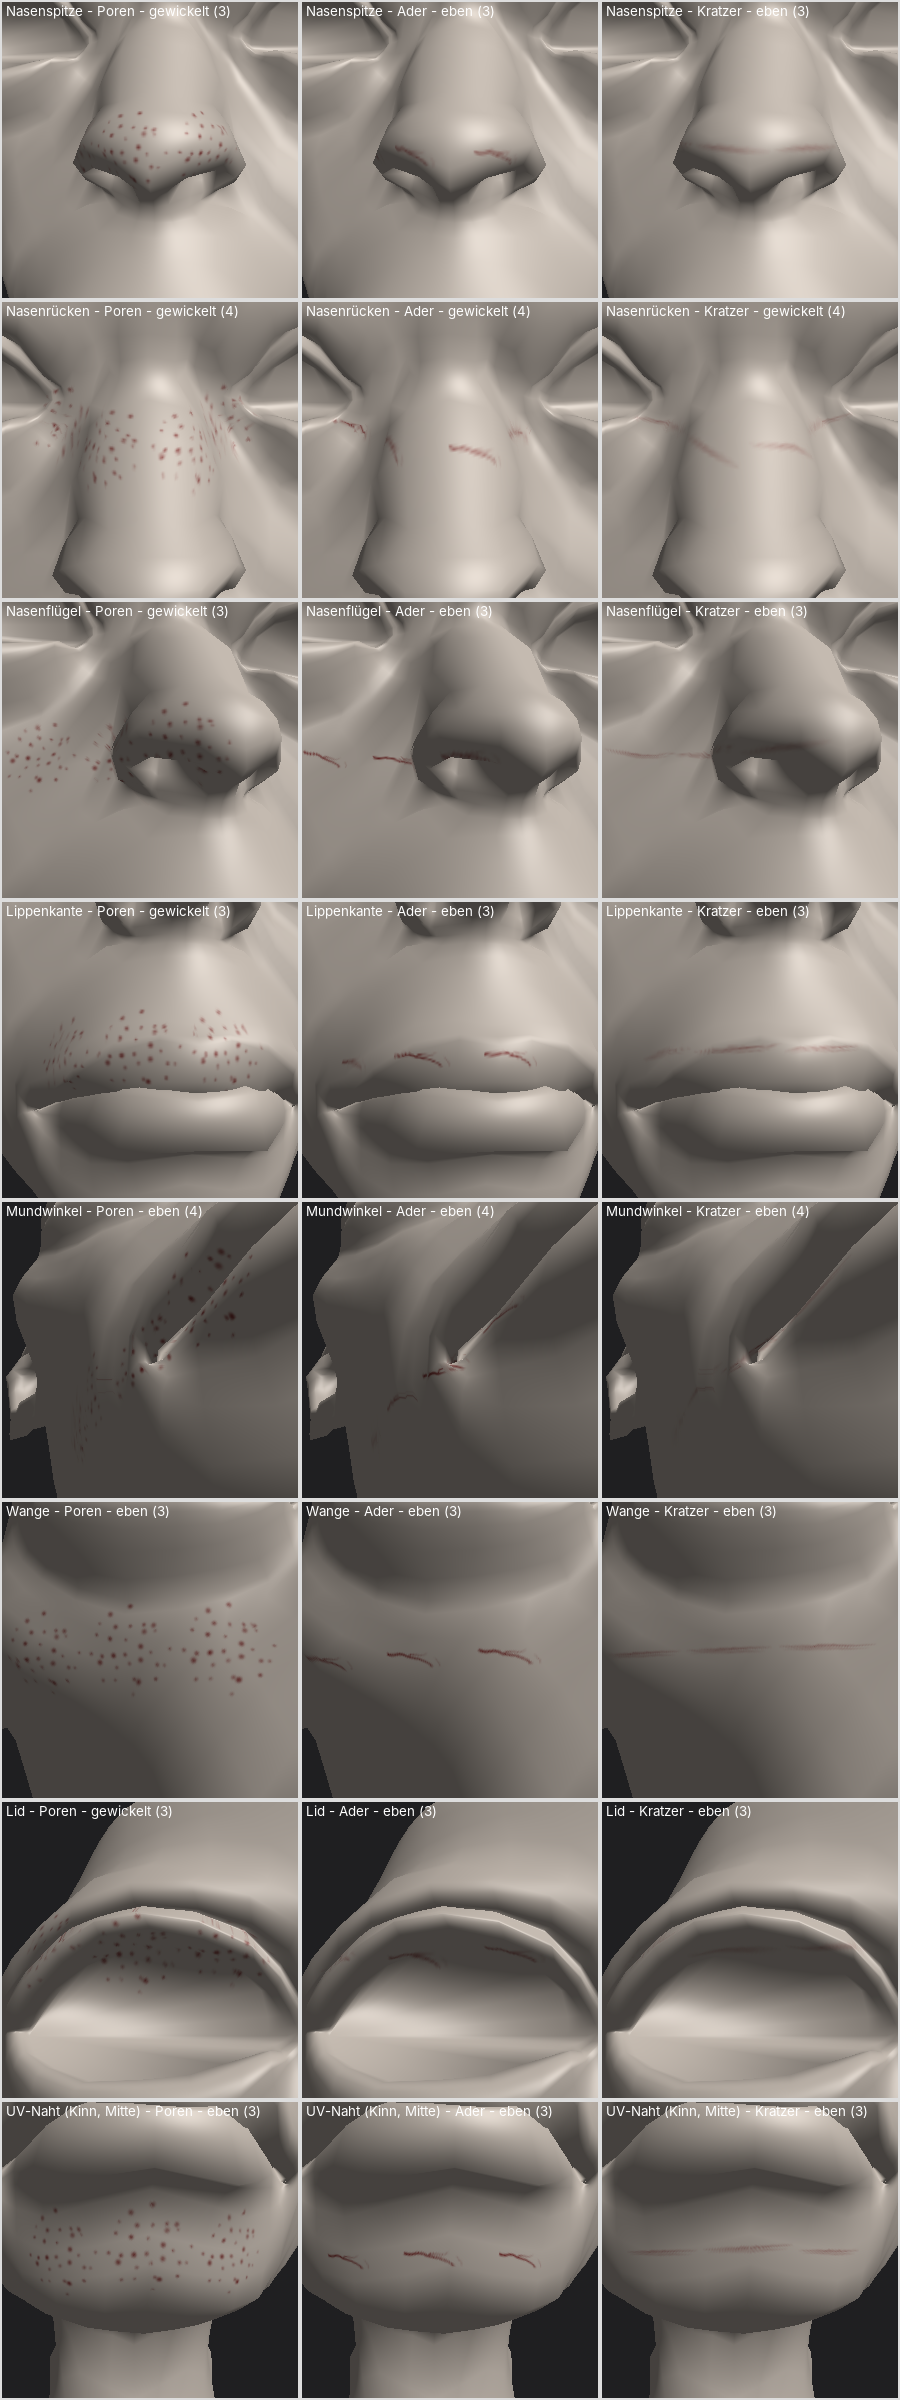 Nasenspitze - Poren - gewickelt (3)
Nasenspitze - Ader - eben (3)
Nasenspitze - Kratzer - eben (3)
Nasenrücken - Poren - gewickelt (4)
Nasenrücken - Ader - gewickelt (4)
Nasenrücken - Kratzer - gewickelt (4)
Nasenflügel - Poren - gewickelt (3)
Nasenflügel - Ader - eben (3)
Nasenflügel - Kratzer - eben (3)
Lippenkante - Poren - gewickelt (3)
Lippenkante - Ader - eben (3)
Lippenkante - Kratzer - eben (3)
Mundwinkel - Poren - eben (4)
Mundwinkel - Ader - eben (4)
Mundwinkel - Kratzer - eben (4)
Wange - Poren - eben (3)
Wange - Ader - eben (3)
Wange - Kratzer - eben (3)
Lid - Poren - gewickelt (3)
Lid - Ader - eben (3)
Lid - Kratzer - eben (3)
UV-Naht (Kinn, Mitte) - Poren - eben (3)
UV-Naht (Kinn, Mitte) - Ader - eben (3)
UV-Naht (Kinn, Mitte) - Kratzer - eben (3)